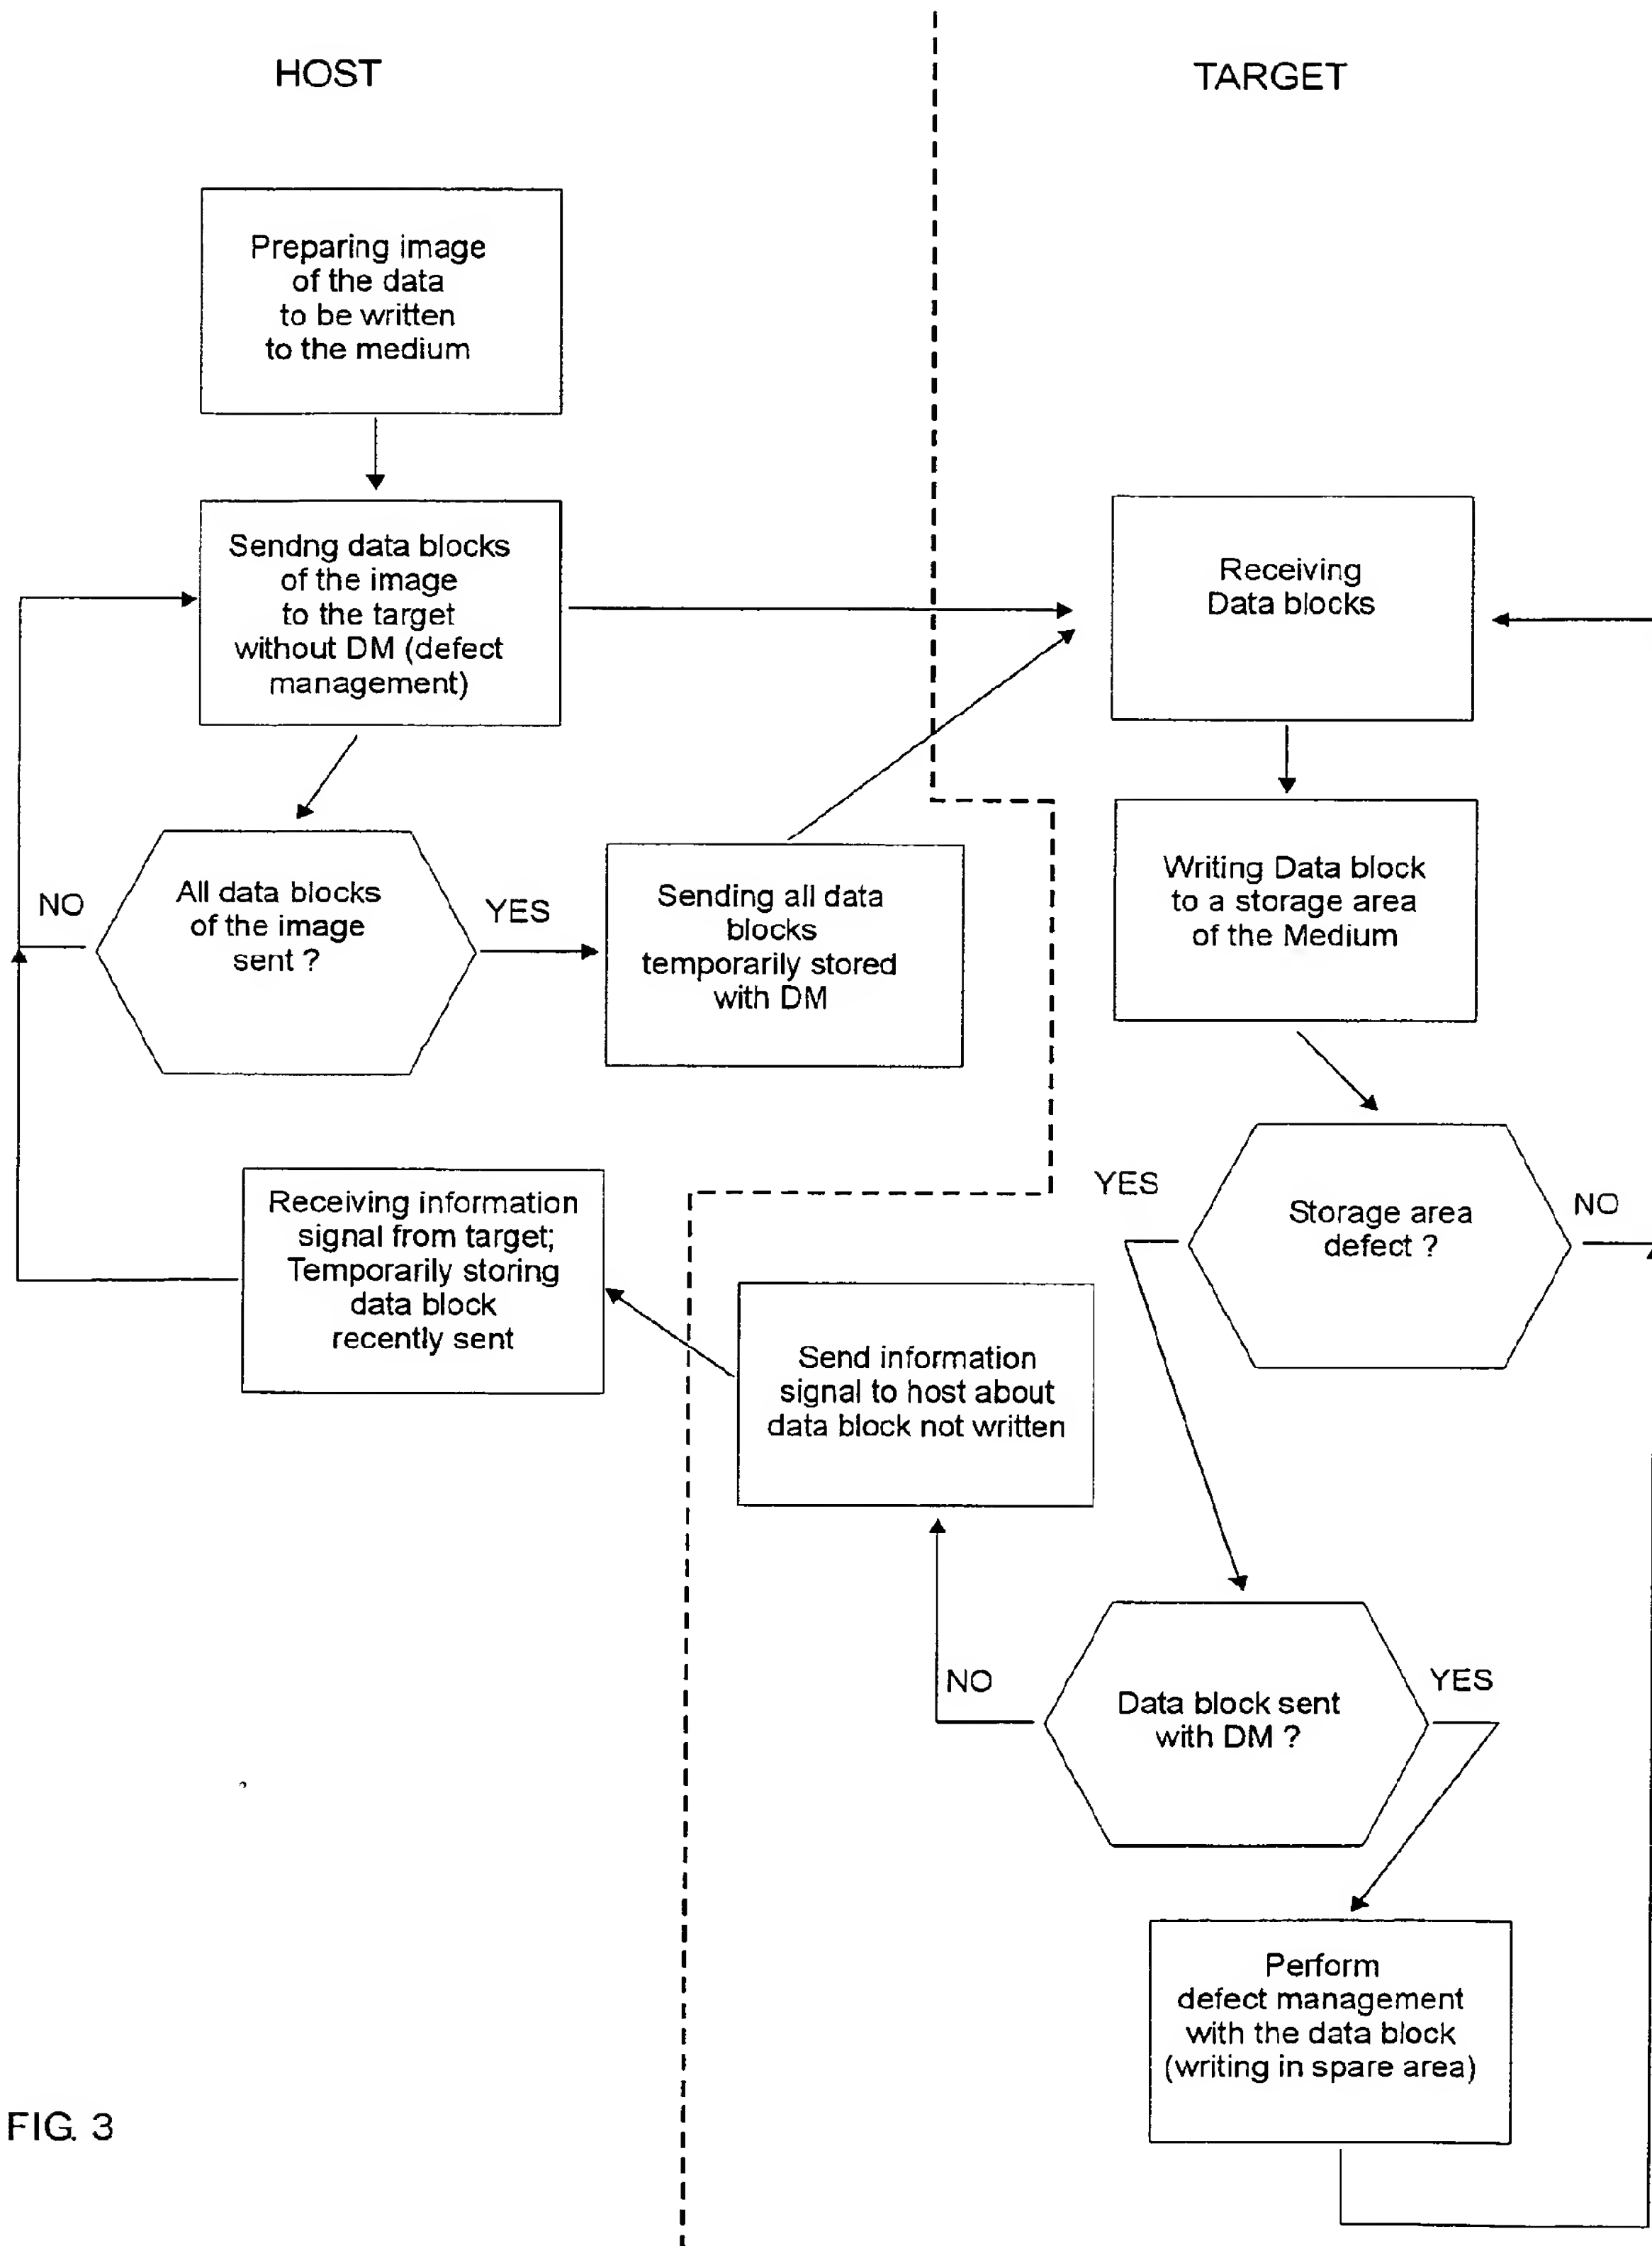 HOST
TARGET
Preparing image
of the data
to be written
to the medium
Sendng data blocks
of the image
to the target
without DM (defect
management)
Receiving
Data blocks
All data blocks
of the image
sent ?
NO
YES
Sending all data
blocks
temporarily stored
with DM
Writing Data block
to a storage area
of the Medium
Storage area
defect ?
YES
NO
Receiving information
signal from target;
Temporarily storing
data block
recently sent
Send information
signal to host about
data block not written
Data block sent
with DM ?
NO
YES
Perform
defect management
with the data block
(writing in spare area)
FIG. 3